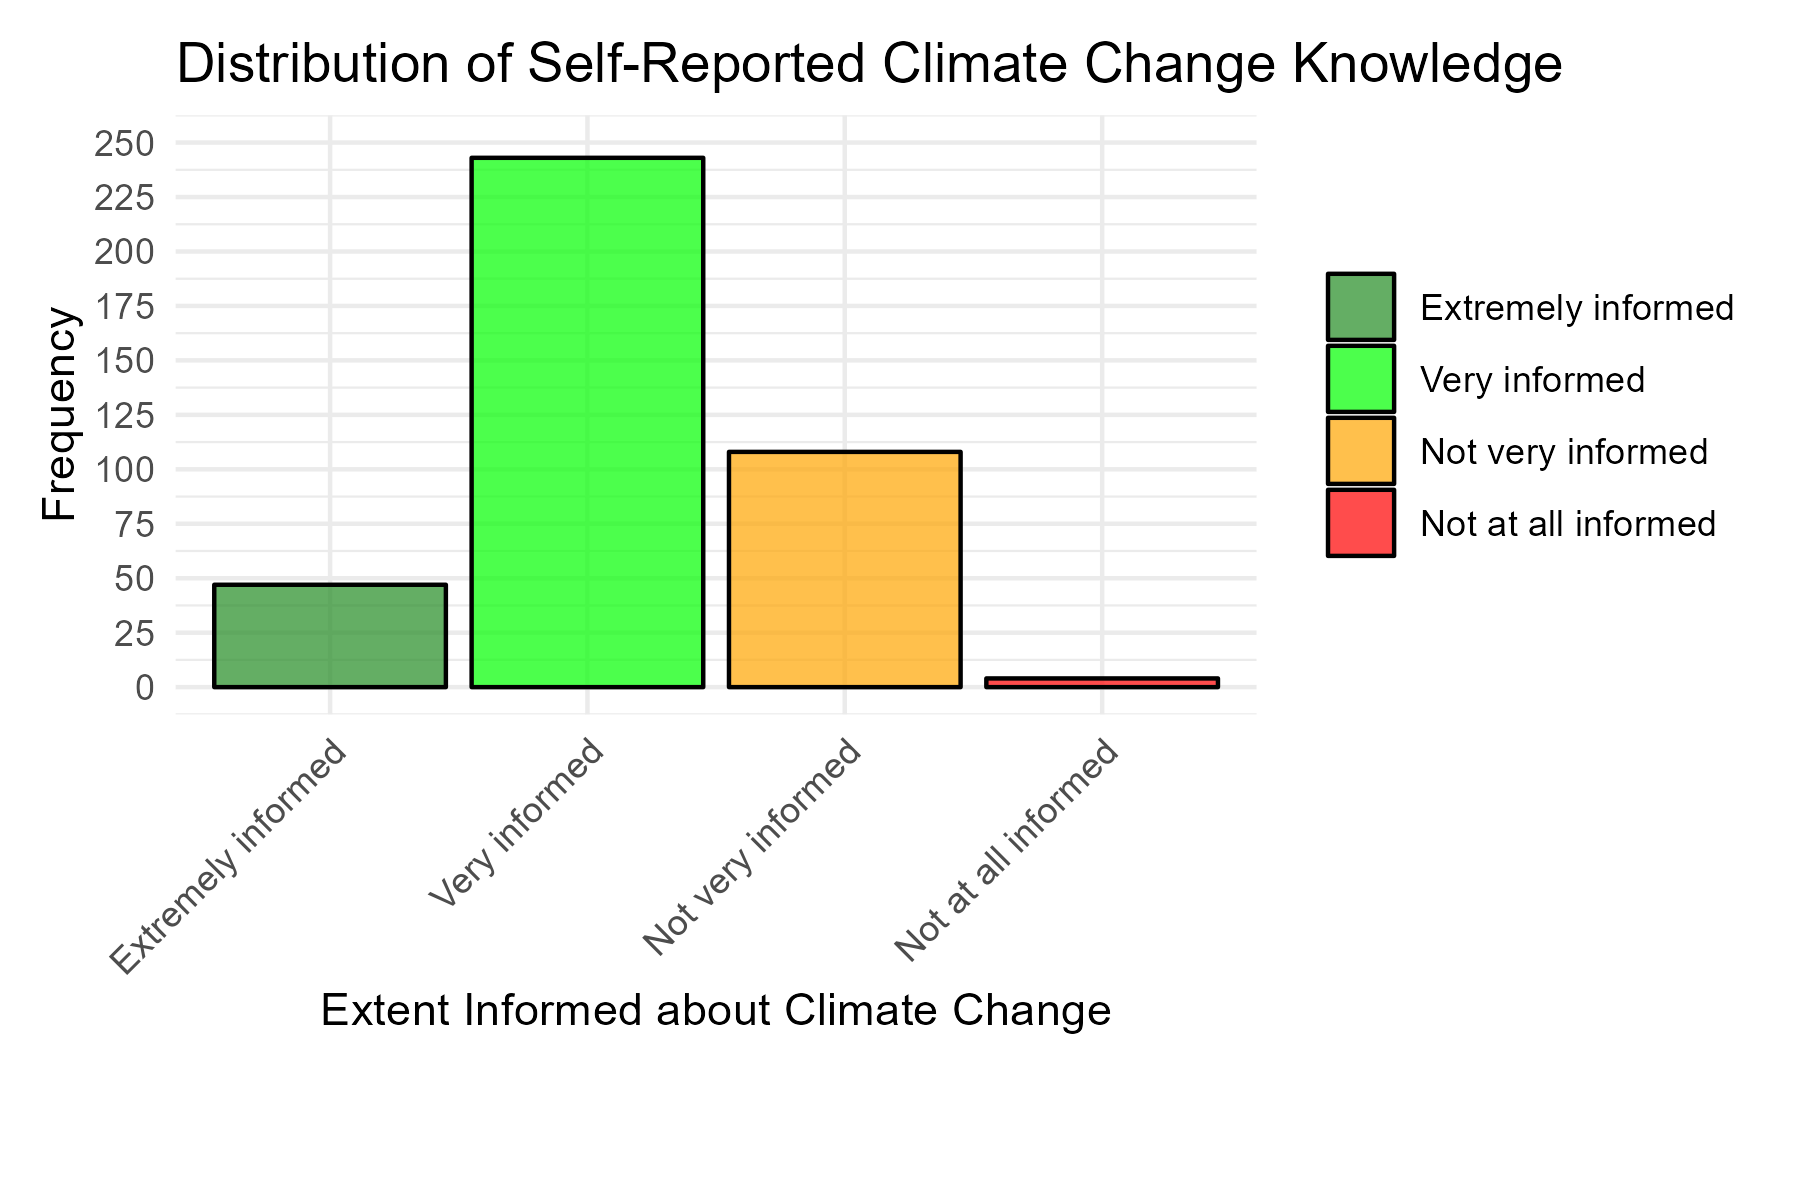 Distribution of Self-Reported Climate Change Knowledge
Frequency
250
225
200
175
150
125
100
75
50
25
0
Extremely informed
Very informed
Not very informed
Not at all informed
Extent Informed about Climate Change
Extremely informed
Very informed
Not very informed
Not at all informed